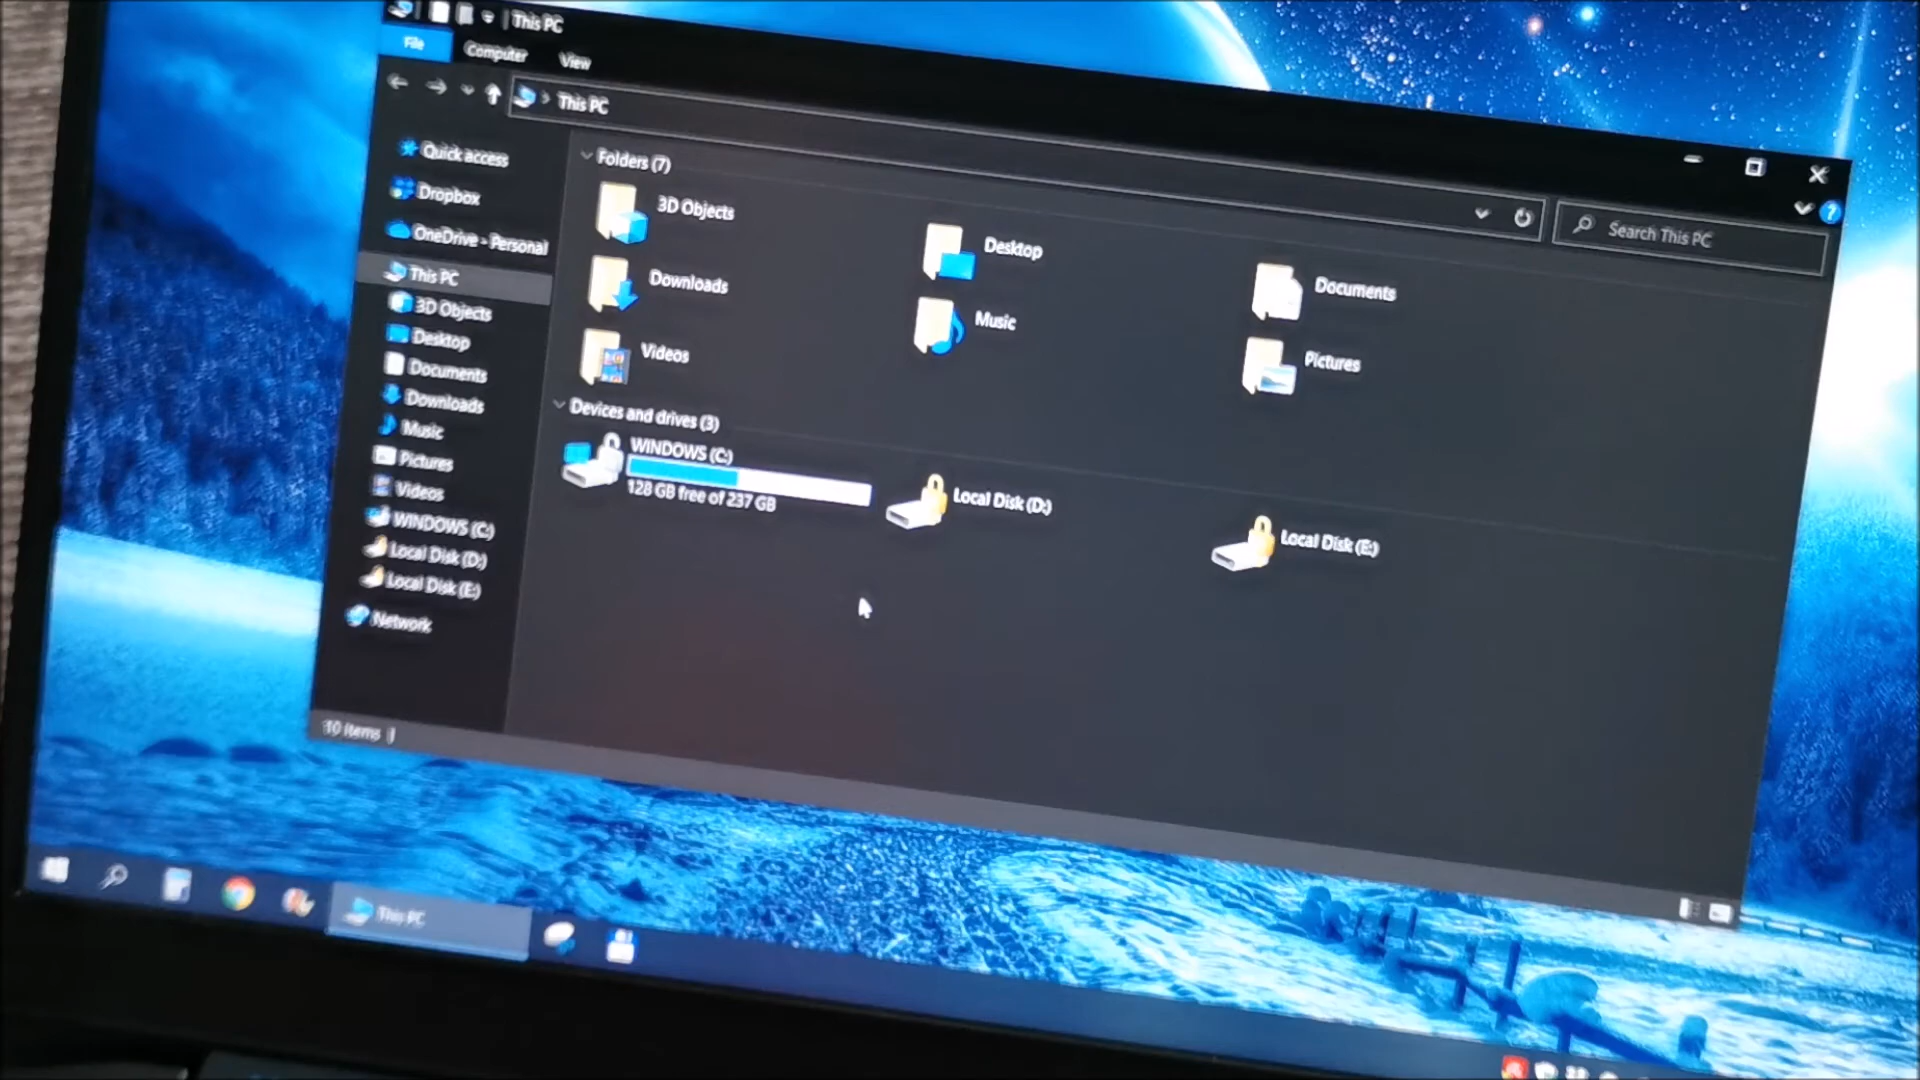 This PC
File Computer View
This PC
Search This PC
Quick access
Dropbox
OneDrive - Personal
This PC
3D Objects
Desktop
Documents
Downloads
Music
Pictures
Videos
WINDOWS (C:)
Local Disk (D:)
Local Disk (E:)
Network
Folders (7)
3D Objects
Desktop
Documents
Downloads
Music
Pictures
Videos
Devices and drives (3)
WINDOWS (C:)
128 GB free of 237 GB
Local Disk (D:)
Local Disk (E:)
10 items
This PC